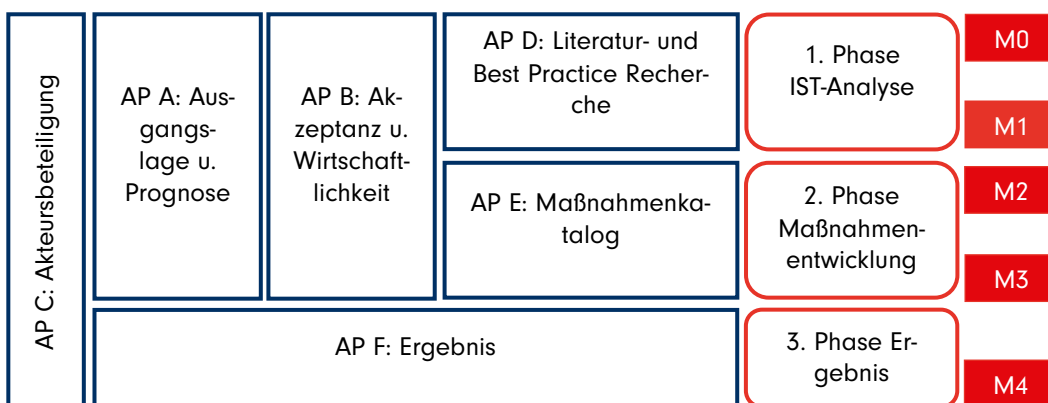 AP C: Akteursbeteiligung
AP A: Aus-
gangs-
lage u.
Prognose
AP B: Ak-
zeptanz u.
Wirtschaft-
lichkeit
AP D: Literatur- und
Best Practice Recher-
che
1. Phase
IST-Analyse
M0
M1
AP E: Maßnahmenka-
talog
2. Phase
Maßnahmen-
entwicklung
M2
M3
AP F: Ergebnis
3. Phase Er-
gebnis
M4